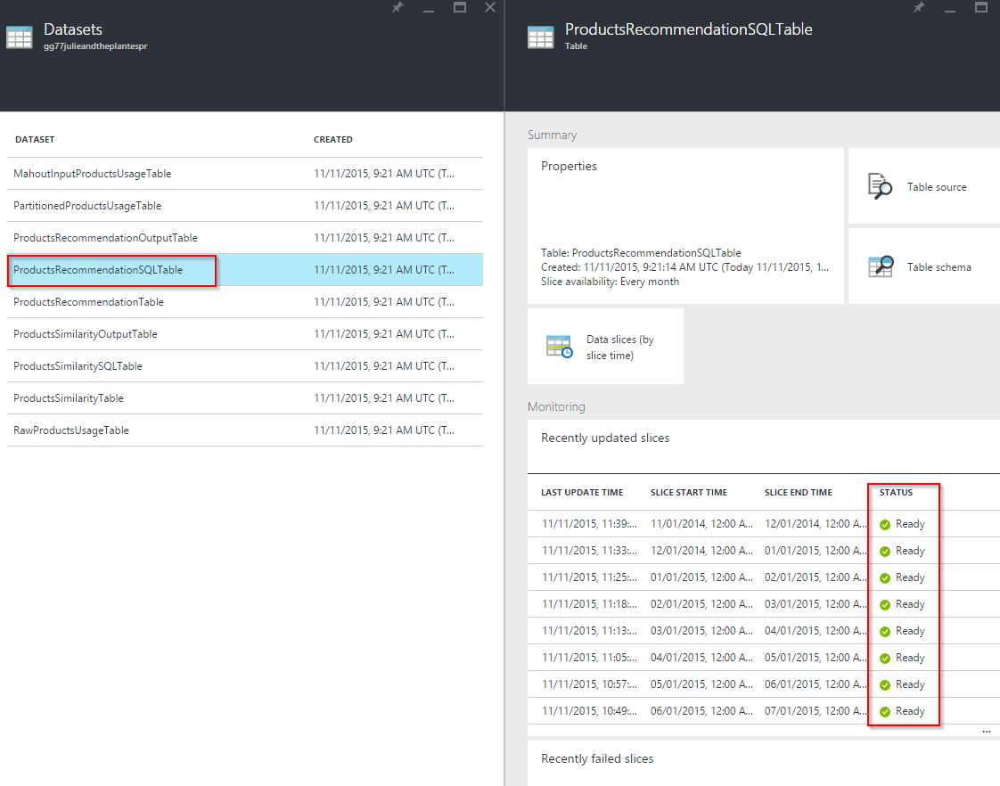 Datasets
gg77julieandtheplantespr
DATASET CREATED
MahoutInputProductsUsageTable 11/11/2015, 9:21 AM UTC (T...
PartitionedProductsUsageTable 11/11/2015, 9:21 AM UTC (T...
ProductsRecommendationOutputTable 11/11/2015, 9:21 AM UTC (T...
ProductsRecommendationSQLTable 11/11/2015, 9:21 AM UTC (T...
ProductsRecommendationTable 11/11/2015, 9:21 AM UTC (T...
ProductsSimilarityOutputTable 11/11/2015, 9:21 AM UTC (T...
ProductsSimilaritySQLTable 11/11/2015, 9:21 AM UTC (T...
ProductsSimilarityTable 11/11/2015, 9:21 AM UTC (T...
RawProductsUsageTable 11/11/2015, 9:21 AM UTC (T...
ProductsRecommendationSQLTable
Table
Summary
Properties
Table: ProductsRecommendationSQLTable
Created: 11/11/2015, 9:21:14 AM UTC (Today 11/11/2015, 1...
Slice availability: Every month
Table source
Table schema
Data slices (by
slice time)
Monitoring
Recently updated slices
LAST UPDATE TIME SLICE START TIME SLICE END TIME STATUS
11/11/2015, 11:39:... 11/01/2014, 12:00 A... 12/01/2014, 12:00 A... Ready
11/11/2015, 11:33:... 12/01/2014, 12:00 A... 01/01/2015, 12:00 A... Ready
11/11/2015, 11:25:... 01/01/2015, 12:00 A... 02/01/2015, 12:00 A... Ready
11/11/2015, 11:18:... 02/01/2015, 12:00 A... 03/01/2015, 12:00 A... Ready
11/11/2015, 11:13:... 03/01/2015, 12:00 A... 04/01/2015, 12:00 A... Ready
11/11/2015, 11:05:... 04/01/2015, 12:00 A... 05/01/2015, 12:00 A... Ready
11/11/2015, 10:57:... 05/01/2015, 12:00 A... 06/01/2015, 12:00 A... Ready
11/11/2015, 10:49:... 06/01/2015, 12:00 A... 07/01/2015, 12:00 A... Ready
...
Recently failed slices